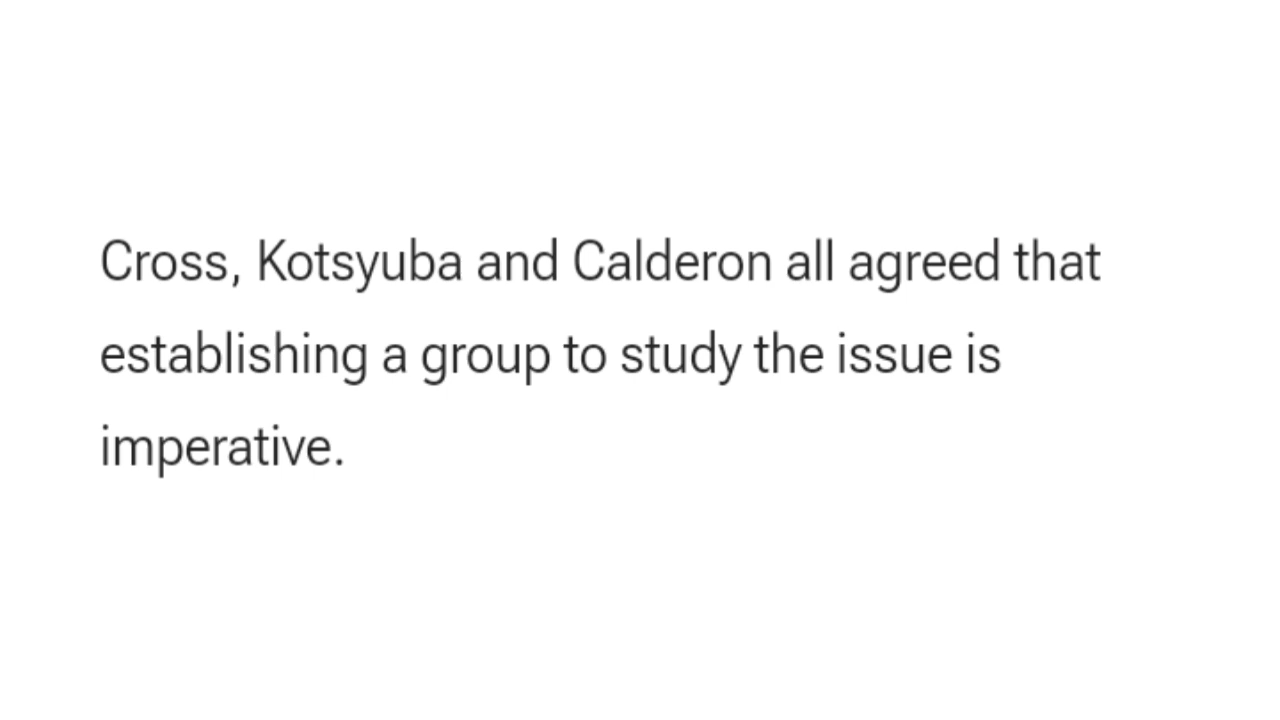 Cross, Kotsyuba and Calderon all agreed that
establishing a group to study the issue is
imperative.